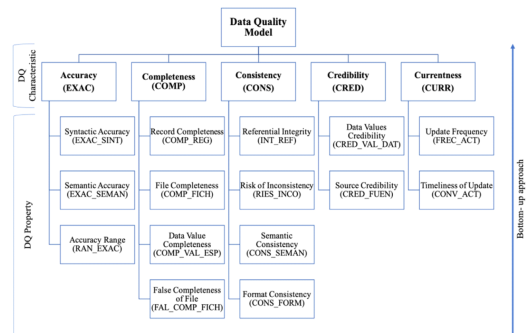 Data Quality
Model
DQ
Characteristic
Accuracy
(EXAC)
Completeness
(COMP)
Consistency
(CONS)
Credibility
(CRED)
Currentness
(CURR)
DQ Property
Syntactic Accuracy
(EXAC_SINT)
Record Completeness
(COMP_REG)
Referential Integrity
(INT_REF)
Data Values
Credibility
(CRED_VAL_DAT)
Update Frequency
(FREC_ACT)
Semantic Accuracy
(EXAC_SEMAN)
File Completeness
(COMP_FICH)
Risk of Inconsistency
(RIES_INCO)
Source Credibility
(CRED_FUEN)
Timeliness of Update
(CONV_ACT)
Accuracy Range
(RAN_EXAC)
Data Value
Completeness
(COMP_VAL_ESP)
Semantic
Consistency
(CONS_SEMAN)
False Completeness
of File
(FAL_COMP_FICH)
Format Consistency
(CONS_FORM)
Bottom- up approach